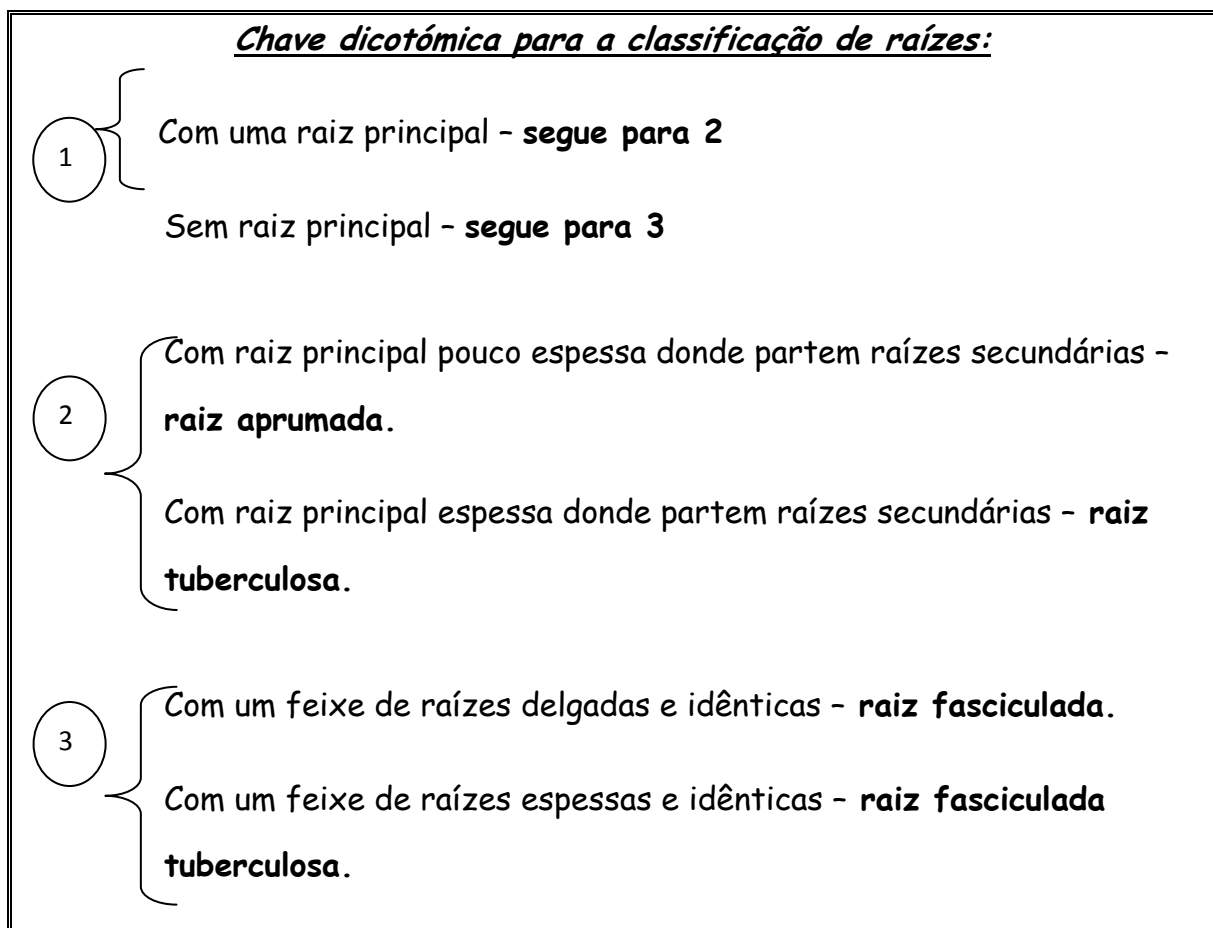 Chave dicotómica para a classificação de raízes:
1
Com uma raiz principal – segue para 2
Sem raiz principal – segue para 3
2
Com raiz principal pouco espessa donde partem raízes secundárias –
raiz aprumada.
Com raiz principal espessa donde partem raízes secundárias – raiz
tuberculosa.
3
Com um feixe de raízes delgadas e idênticas – raiz fasciculada.
Com um feixe de raízes espessas e idênticas – raiz fasciculada
tuberculosa.